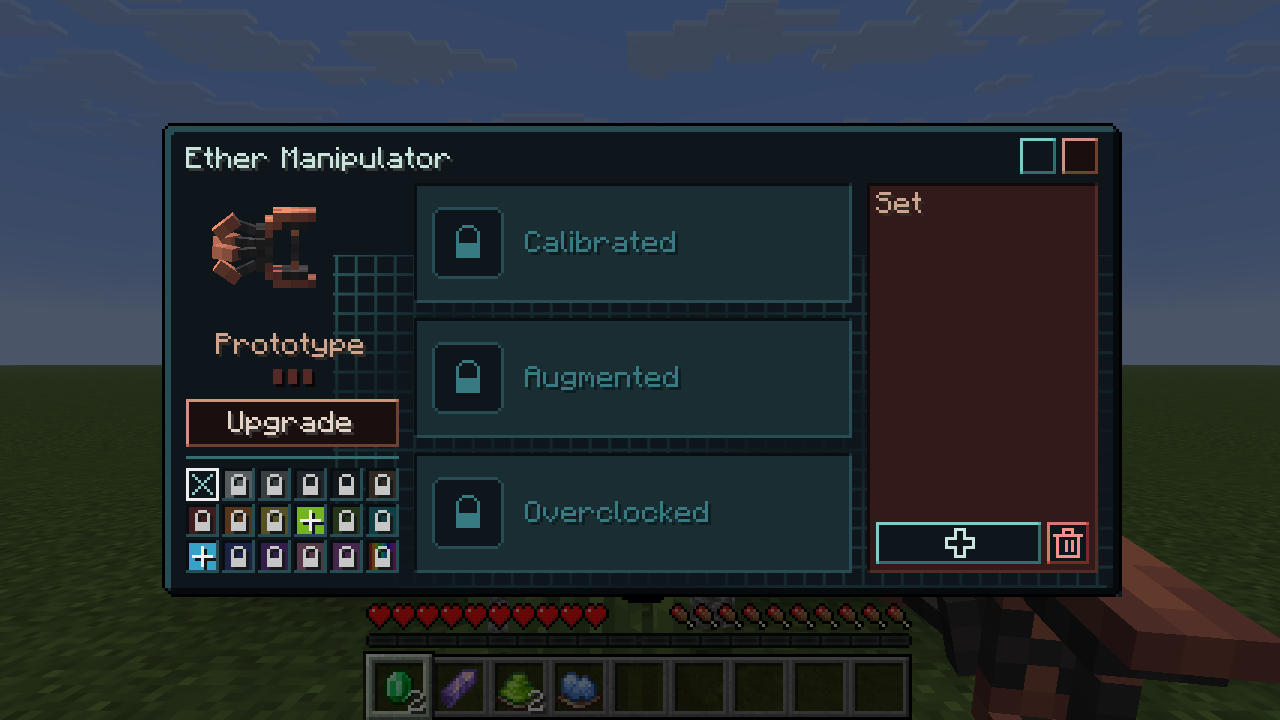 Ether Manipulator
Prototype
Upgrade
Calibrated
Augmented
Overclocked
Set
2
2